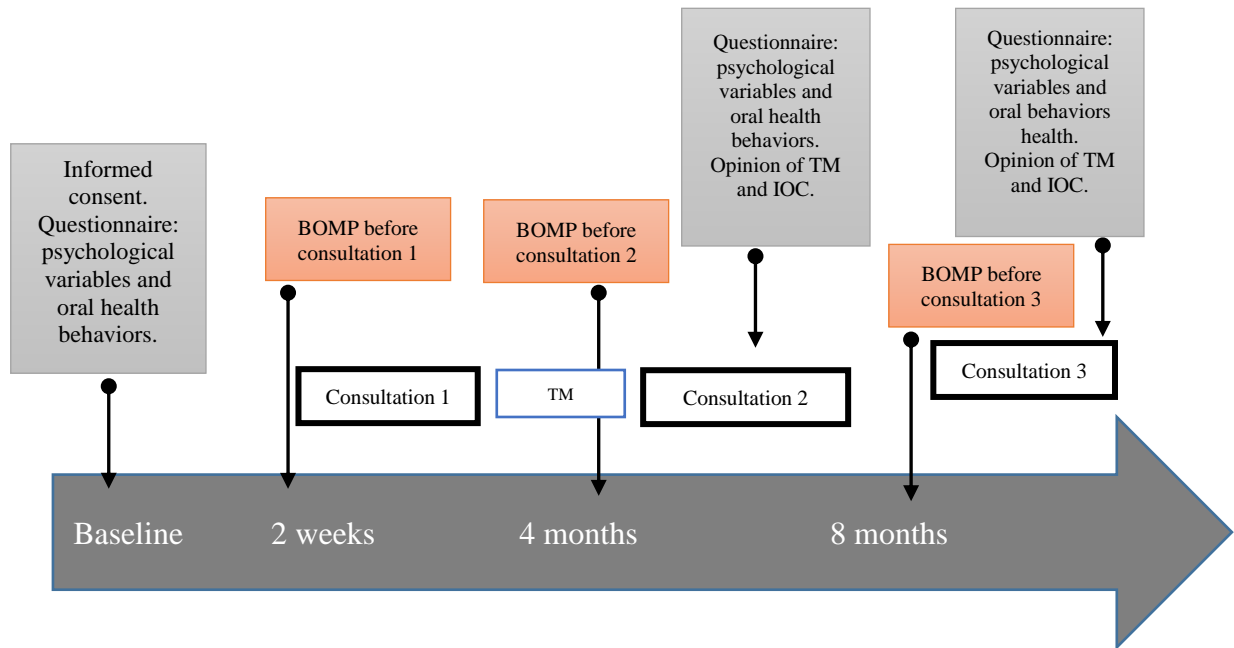 Informed
consent.
Questionnaire:
psychological
variables and
oral health
behaviors.
BOMP before
consultation 1
BOMP before
consultation 2
Questionnaire:
psychological
variables and
oral health
behaviors.
Opinion of TM
and IOC.
BOMP before
consultation 3
Questionnaire:
psychological
variables and
oral behaviors
health.
Opinion of TM
and IOC.
Consultation 1
TM
Consultation 2
Consultation 3
Baseline
2 weeks
4 months
8 months